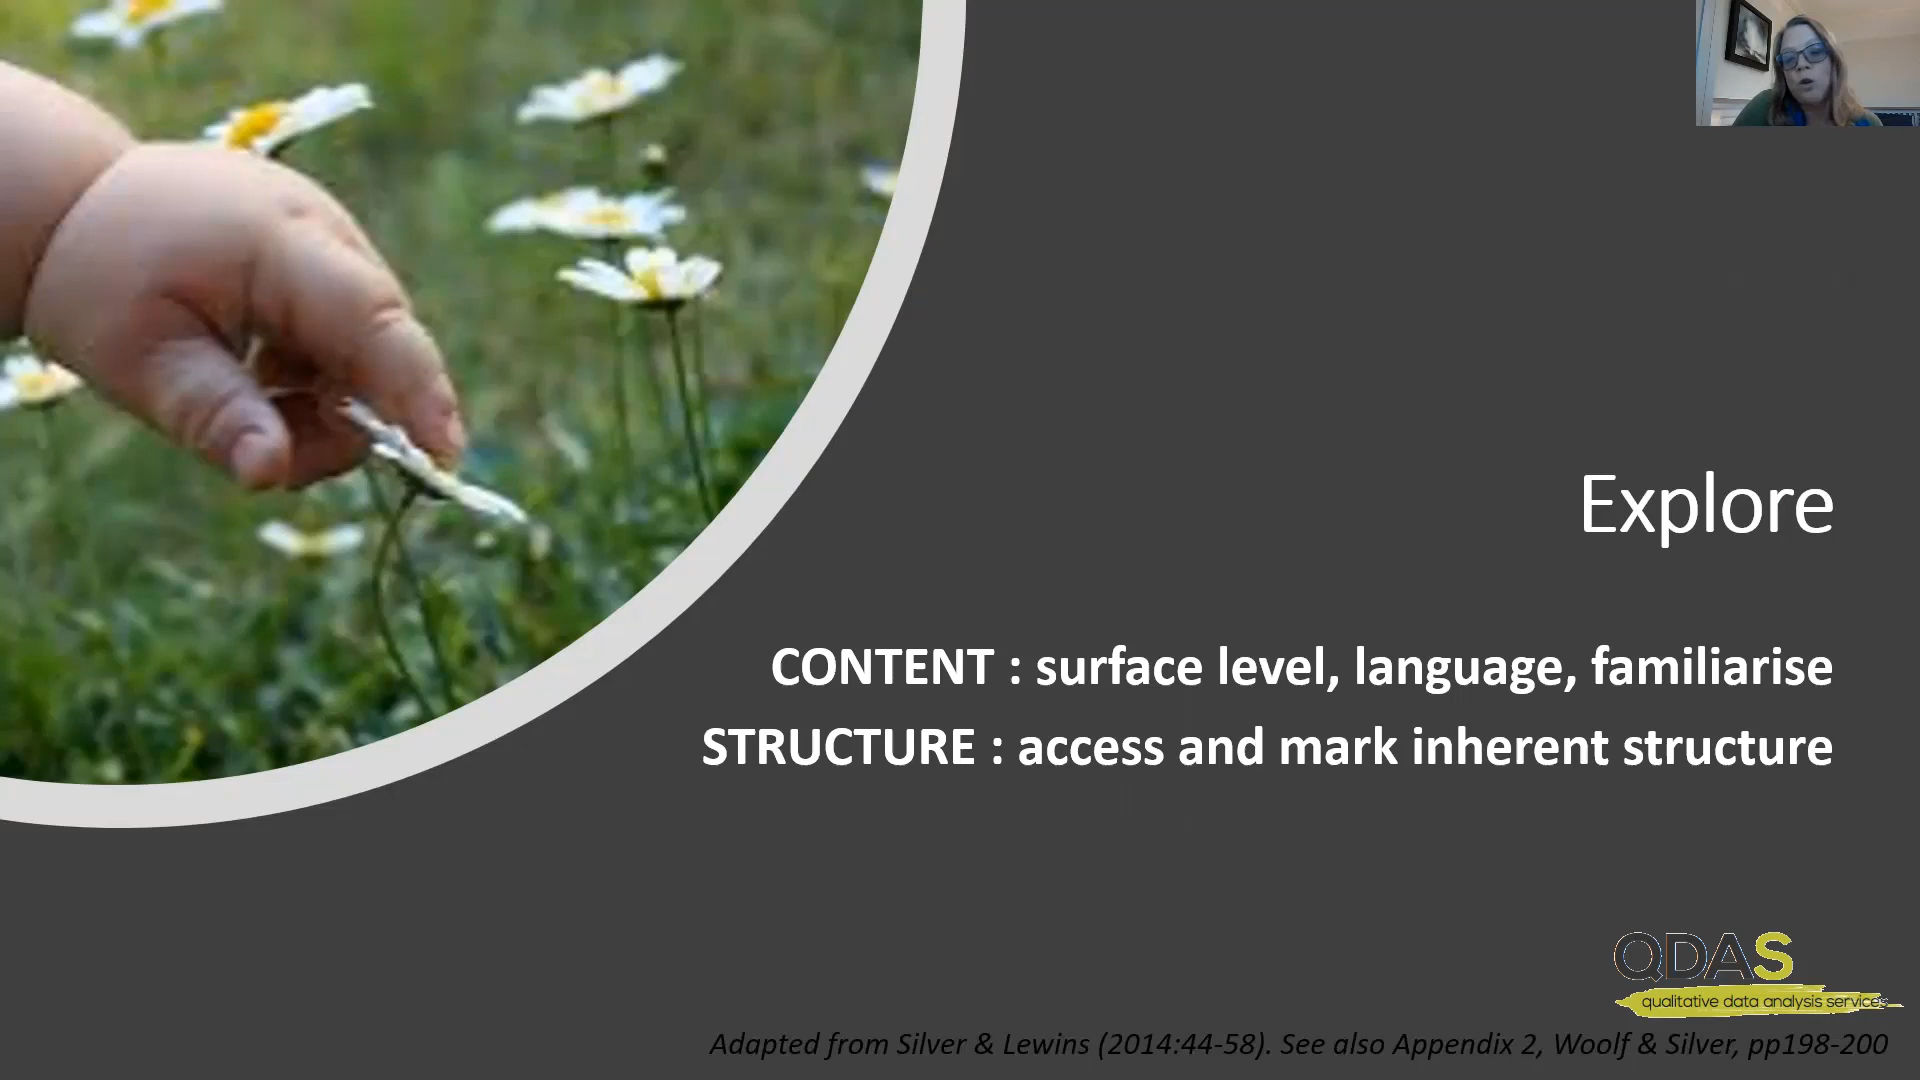 Explore
CONTENT : surface level, language, familiarise
STRUCTURE : access and mark inherent structure
QDAS
qualitative data analysis services
Adapted from Silver & Lewins (2014:44-58). See also Appendix 2, Woolf & Silver, pp198-200